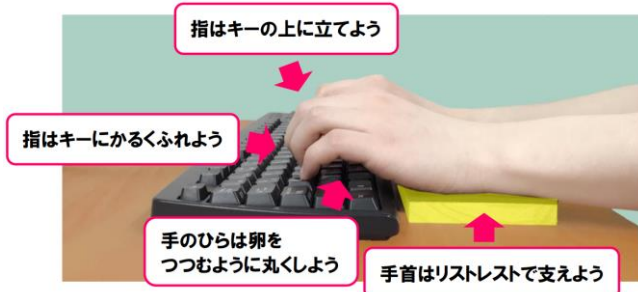 指はキーの上に立てよう
指はキーにかるくふれよう
手のひらは卵を
つつむように丸くしよう
手首はリストレストで支えよう